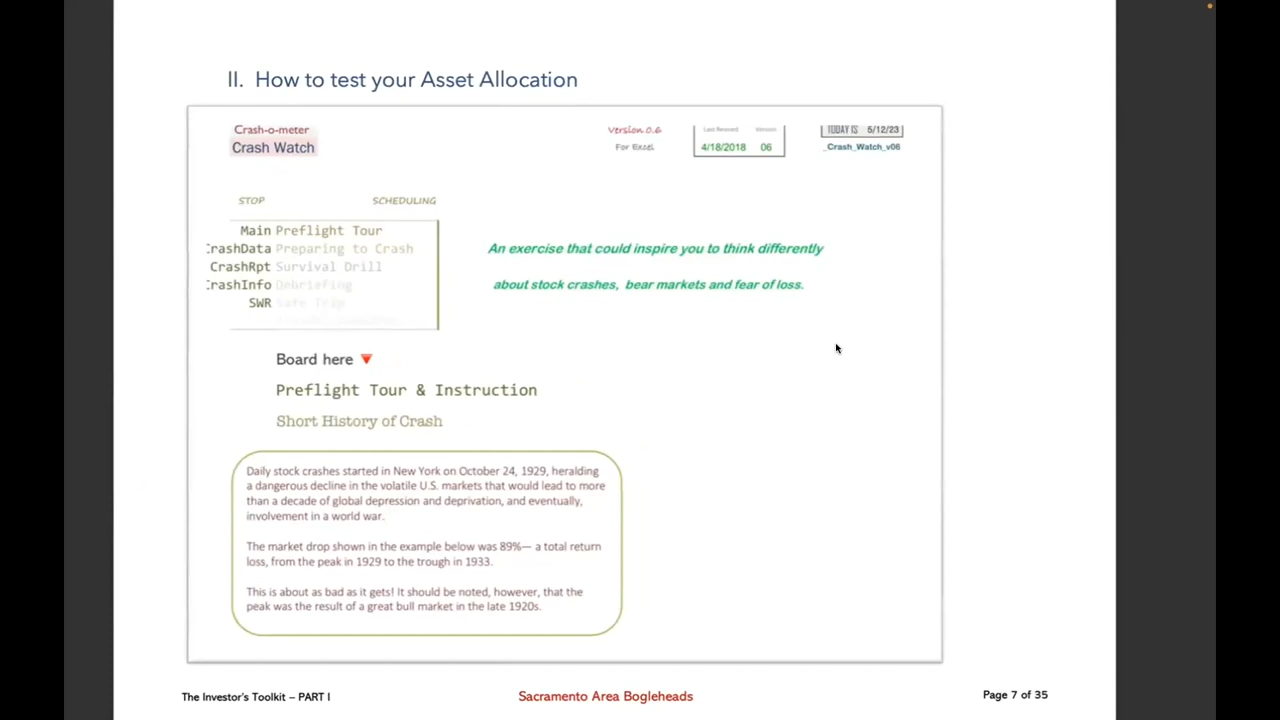 II. How to test your Asset Allocation
Crash-o-meter
Crash Watch
Version 0.6
For Excel
Last Revised Version
4/18/2018 06
TODAY IS 5/12/23
_Crash_Watch_v06
STOP SCHEDULING
Main Preflight Tour
CrashData Preparing to Crash
CrashRpt Survival Drill
CrashInfo Debriefing
SWR Safe Trip
An exercise that could inspire you to think differently
about stock crashes, bear markets and fear of loss.
Board here
Preflight Tour & Instruction
Short History of Crash
Daily stock crashes started in New York on October 24, 1929, heralding
a dangerous decline in the volatile U.S. markets that would lead to more
than a decade of global depression and deprivation, and eventually,
involvement in a world war.
The market drop shown in the example below was 89%— a total return
loss, from the peak in 1929 to the trough in 1933.
This is about as bad as it gets! It should be noted, however, that the
peak was the result of a great bull market in the late 1920s.
The Investor's Toolkit – PART I
Sacramento Area Bogleheads
Page 7 of 35